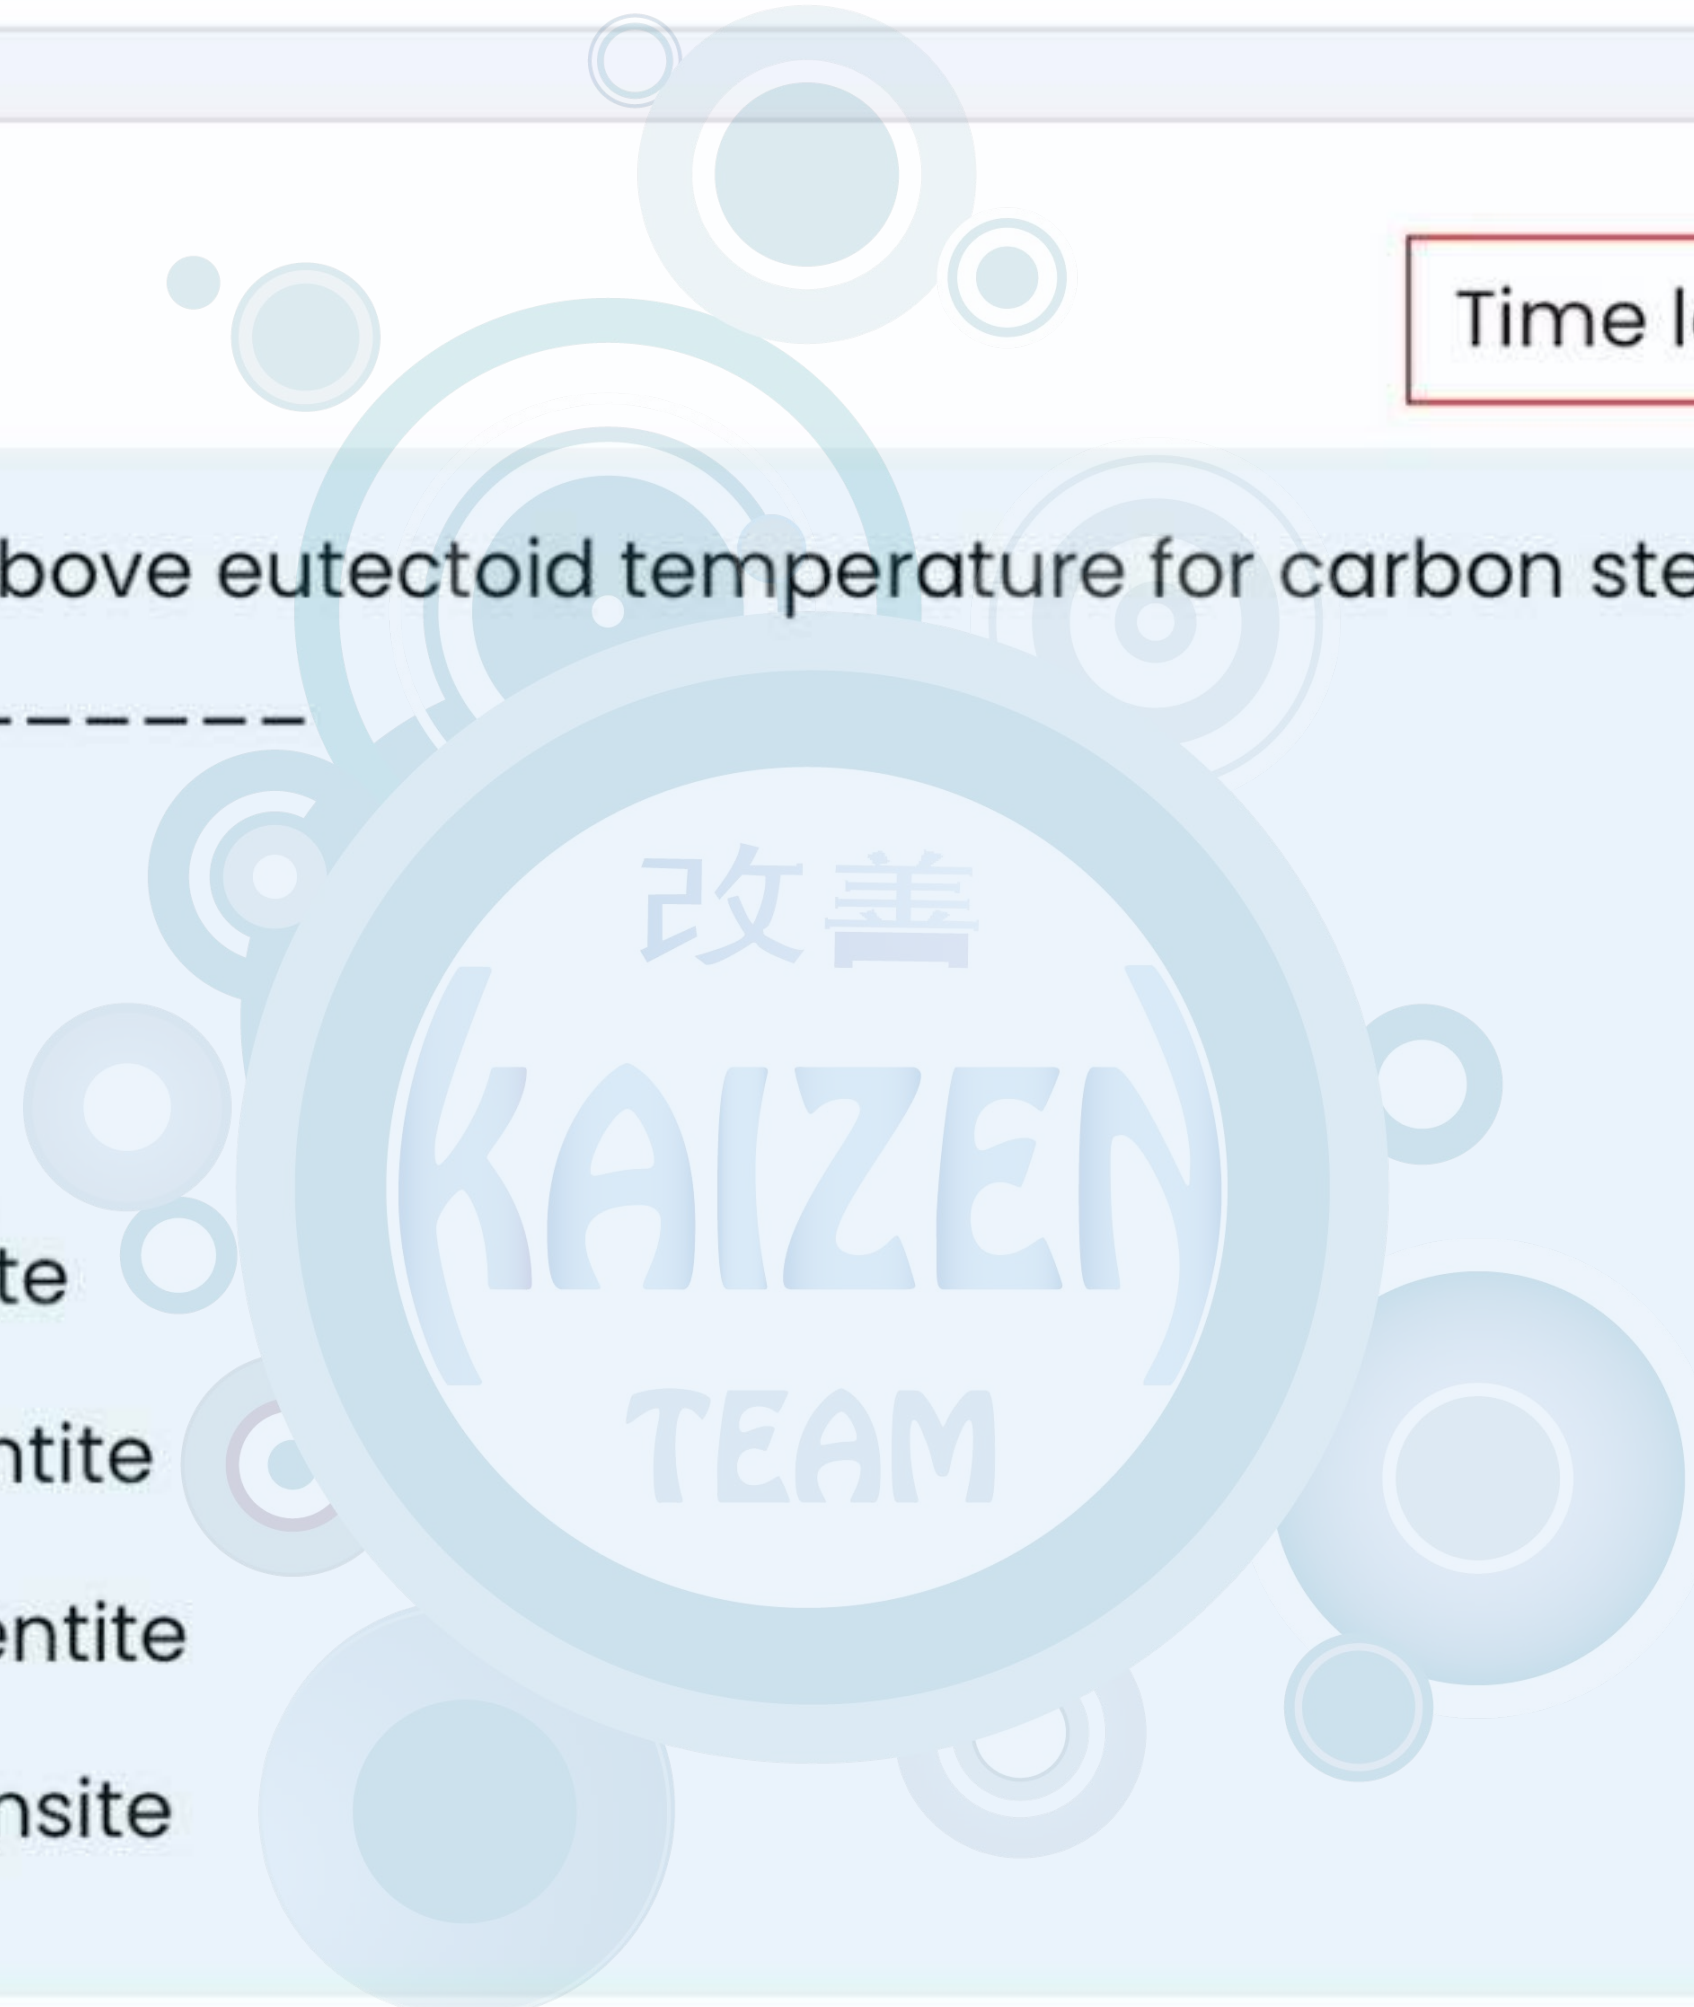 Time l
bove eutectoid temperature for carbon ste
------
改善
KAIZEN
te
TEAM
ntite
entite
nsite